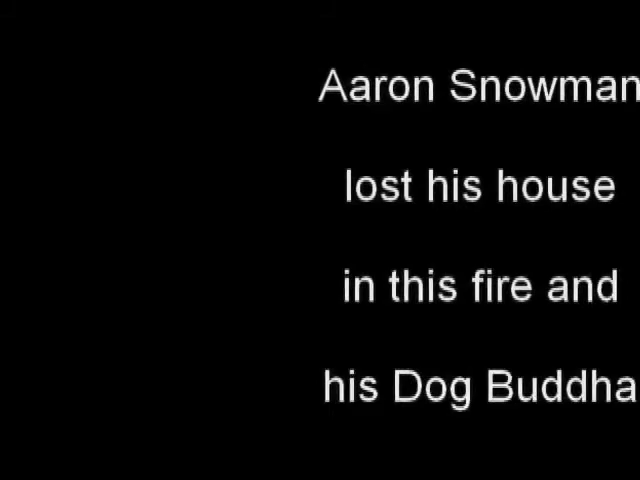 Aaron Snowman
lost his house
in this fire and
his Dog Buddha